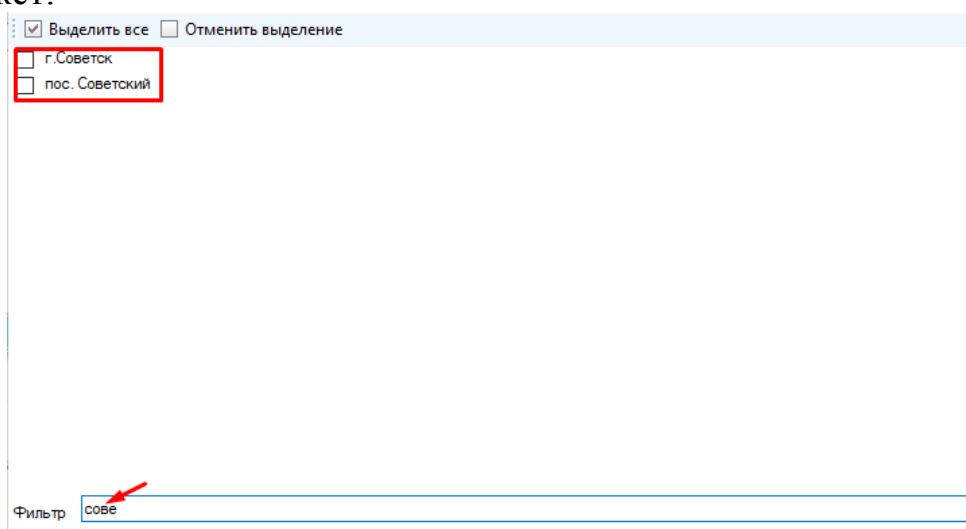 Выделить все Отменить выделение
г.Советск
пос. Советский
Фильтр сове